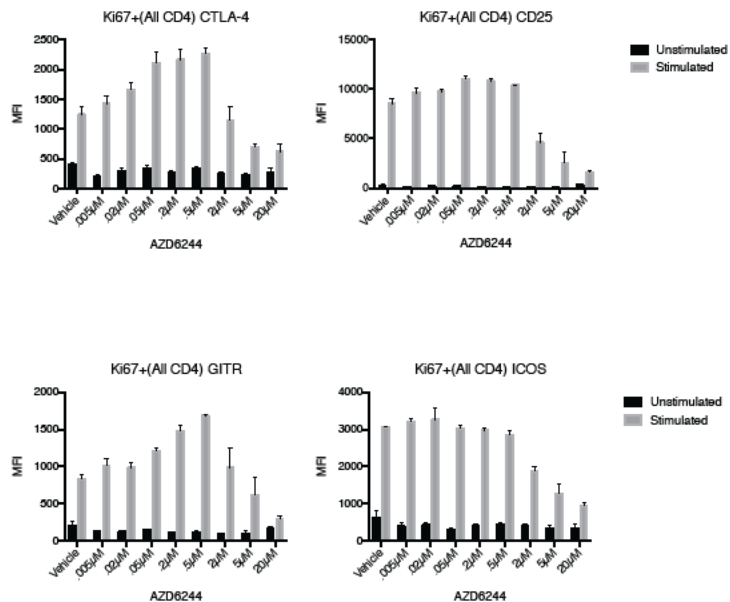 Ki67+(All CD4) CTLA-4
2500
2000
1500
1000
500
0
MFI
Vehicle
.005µM
.02µM
.05µM
.2µM
.5µM
2µM
5µM
20µM
AZD6244
Ki67+(All CD4) CD25
15000
10000
5000
0
MFI
Vehicle
.005µM
.02µM
.05µM
.2µM
.5µM
2µM
5µM
20µM
AZD6244
Unstimulated
Stimulated
Ki67+(All CD4) GITR
2000
1500
1000
500
0
MFI
Vehicle
.005µM
.02µM
.05µM
.2µM
.5µM
2µM
5µM
20µM
AZD6244
Ki67+(All CD4) ICOS
4000
3000
2000
1000
0
MFI
Vehicle
.005µM
.02µM
.05µM
.2µM
.5µM
2µM
5µM
20µM
AZD6244
Unstimulated
Stimulated